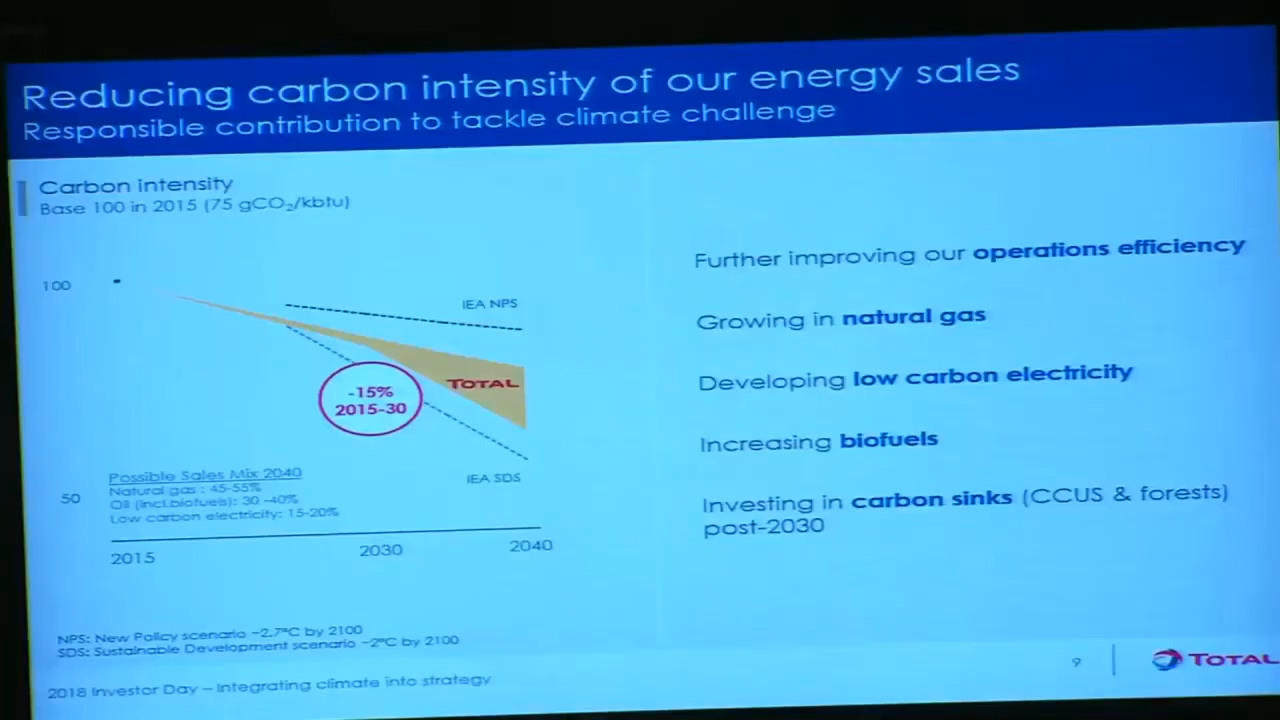 Reducing carbon intensity of our energy sales
Responsible contribution to tackle climate challenge
Carbon intensity
Base 100 in 2015 (75 gCO₂/kbtu)
100
IEA NPS
TOTAL
-15%
2015-30
IEA SDS
Possible Sales Mix 2040
Natural gas : 45-55%
Oil (incl.biofuels): 30 -40%
Low carbon electricity: 15-20%
50
2015
2030
2040
Further improving our operations efficiency
Growing in natural gas
Developing low carbon electricity
Increasing biofuels
Investing in carbon sinks (CCUS & forests)
post-2030
NPS: New Policy scenario ~2.7°C by 2100
SDS: Sustainable Development scenario ~2°C by 2100
2018 Investor Day – Integrating climate into strategy
9
TOTAL